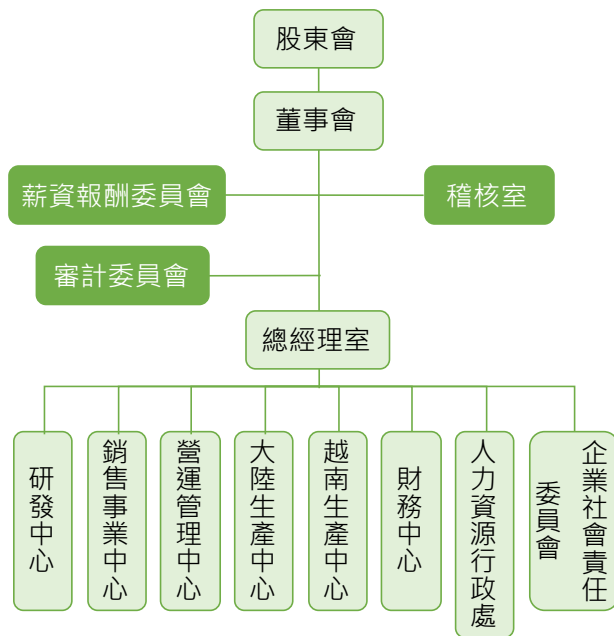 股東會
董事會
薪資報酬委員會
稽核室
審計委員會
總經理室
研發中心
銷售事業中心
營運管理中心
大陸生產中心
越南生產中心
財務中心
人力資源行政處
企業社會責任
委員會